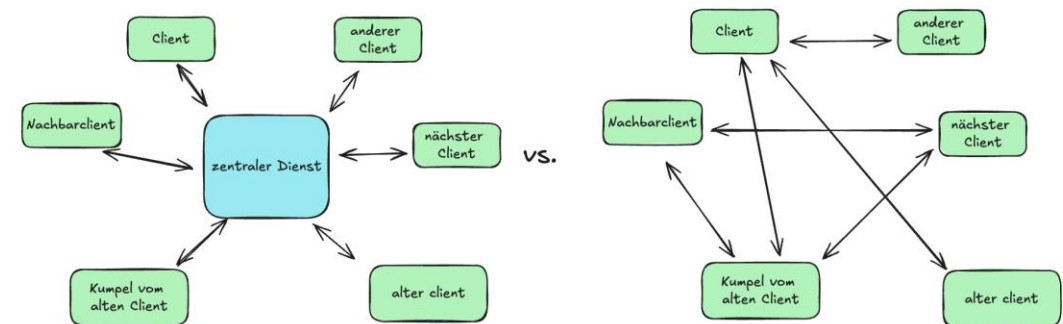 Client
anderer
Client
Nachbarclient
zentraler Dienst
nächster
Client
Kumpel vom
alten Client
alter client
vs.
Client
anderer
Client
Nachbarclient
nächster
Client
Kumpel vom
alten Client
alter client